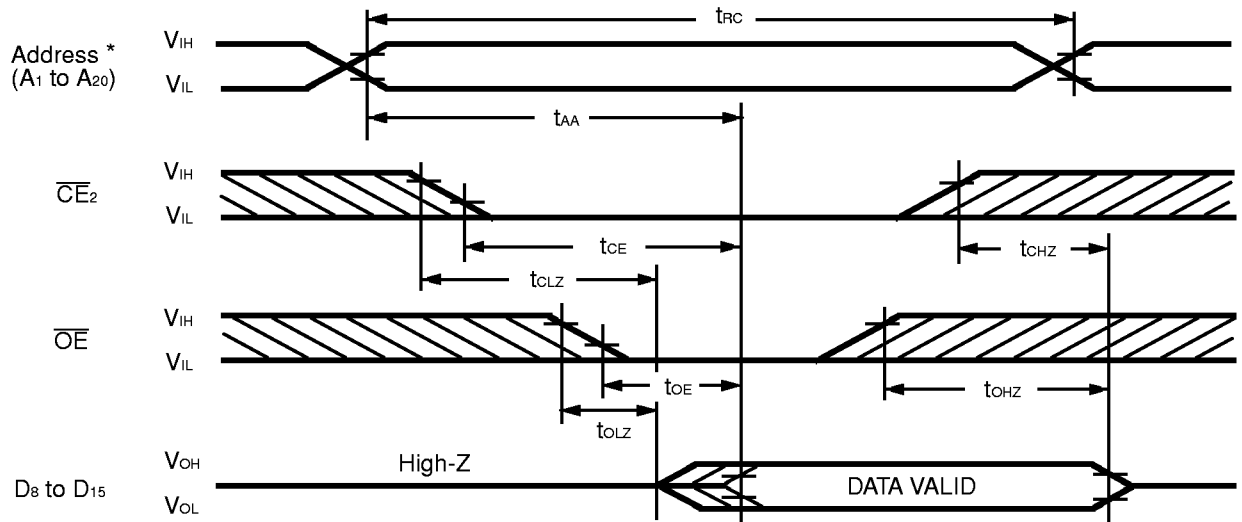 tRC
Address *
(A1 to A20)
VIH
VIL
tAA
CE2
VIH
VIL
tCE
tCHZ
tCLZ
OE
VIH
VIL
tOE
tOHZ
tOLZ
D8 to D15
VOH
VOL
High-Z
DATA VALID